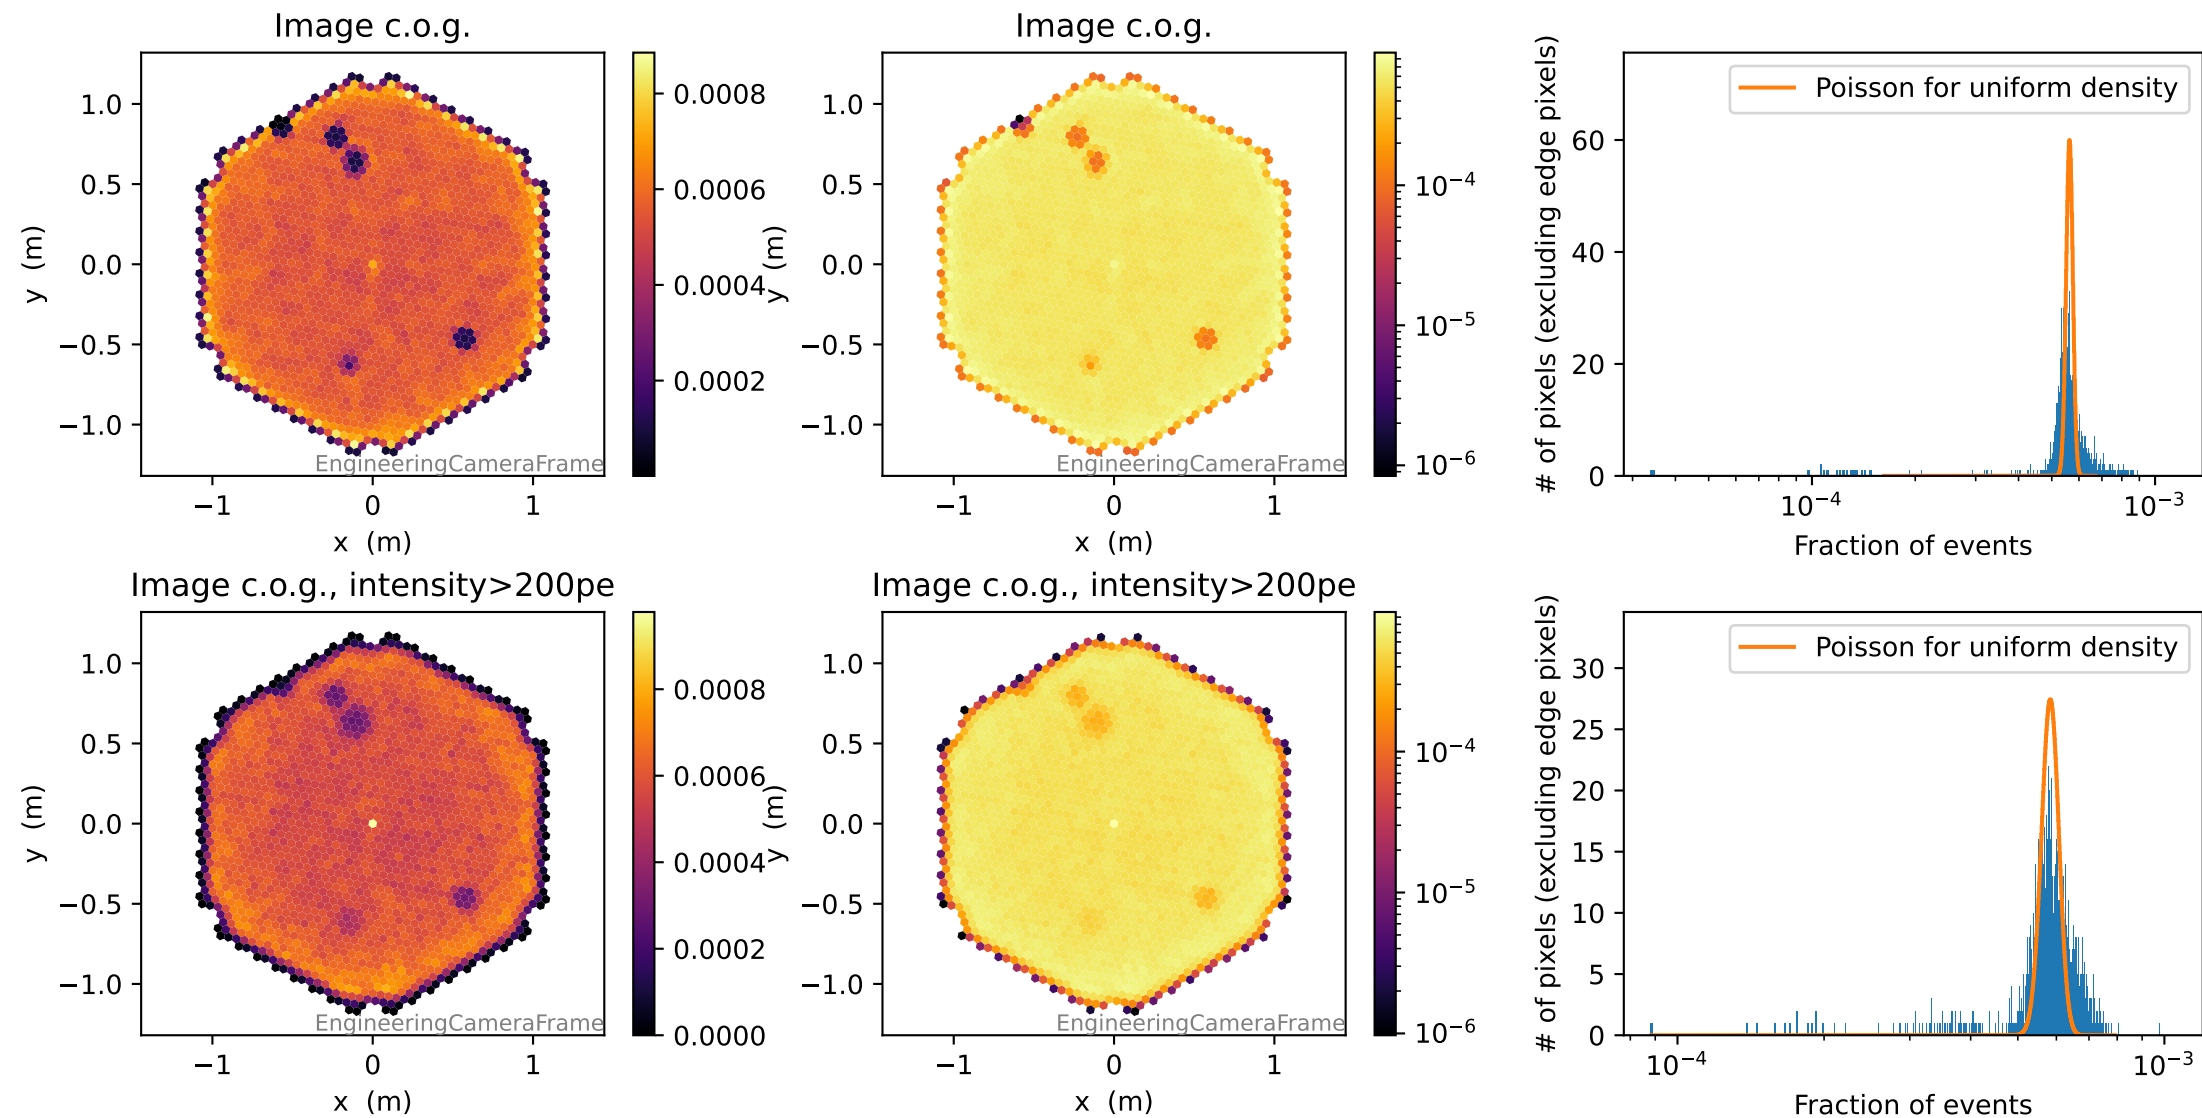 Image c.o.g.
1.0
0.5
0.0
−0.5
−1.0
y (m)
−1
0
1
x (m)
EngineeringCameraFrame
0.0008
0.0006
0.0004
0.0002
Image c.o.g.
1.0
0.5
0.0
−0.5
−1.0
y (m)
−1
0
1
x (m)
EngineeringCameraFrame
10−4
10−5
10−6
Poisson for uniform density
60
40
20
0
# of pixels (excluding edge pixels)
10−4
10−3
Fraction of events
Image c.o.g., intensity>200pe
1.0
0.5
0.0
−0.5
−1.0
y (m)
−1
0
1
x (m)
EngineeringCameraFrame
0.0008
0.0006
0.0004
0.0002
0.0000
Image c.o.g., intensity>200pe
1.0
0.5
0.0
−0.5
−1.0
y (m)
−1
0
1
x (m)
EngineeringCameraFrame
10−4
10−5
10−6
Poisson for uniform density
30
25
20
15
10
5
0
# of pixels (excluding edge pixels)
10−4
10−3
Fraction of events